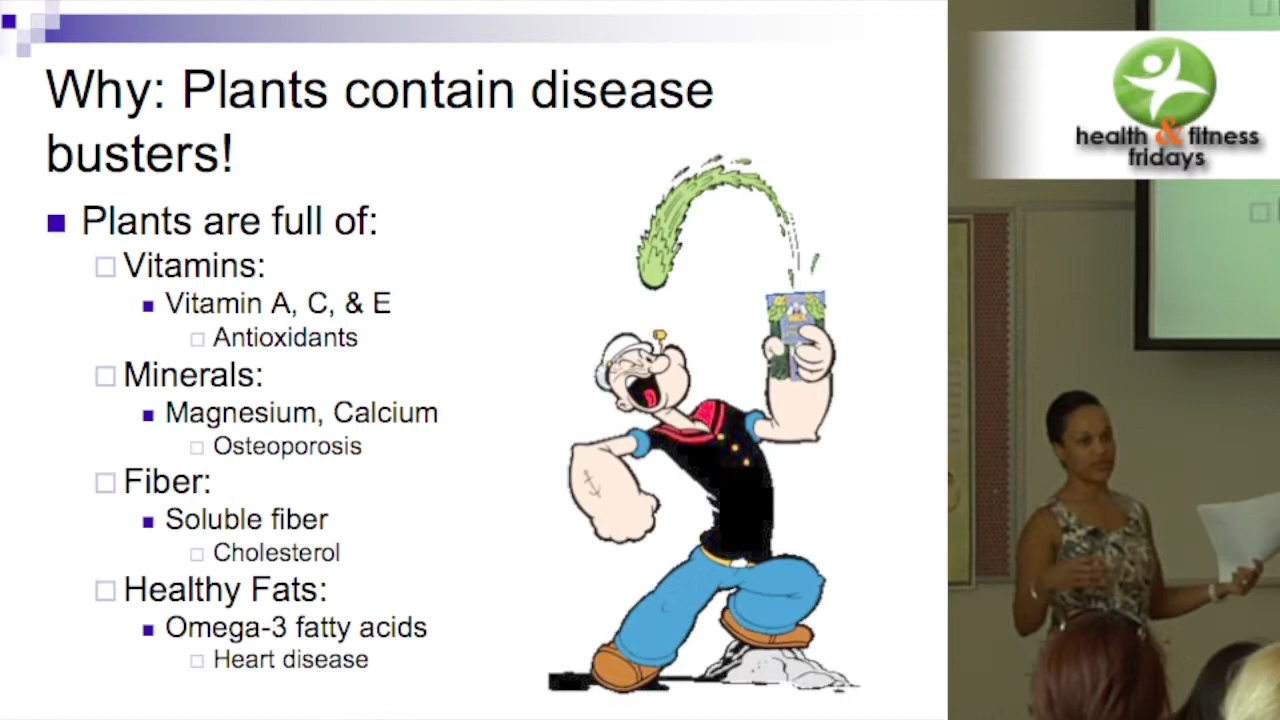 Why: Plants contain disease
busters!
Plants are full of:
Vitamins:
Vitamin A, C, & E
Antioxidants
Minerals:
Magnesium, Calcium
Osteoporosis
Fiber:
Soluble fiber
Cholesterol
Healthy Fats:
Omega-3 fatty acids
Heart disease
health & fitness
fridays